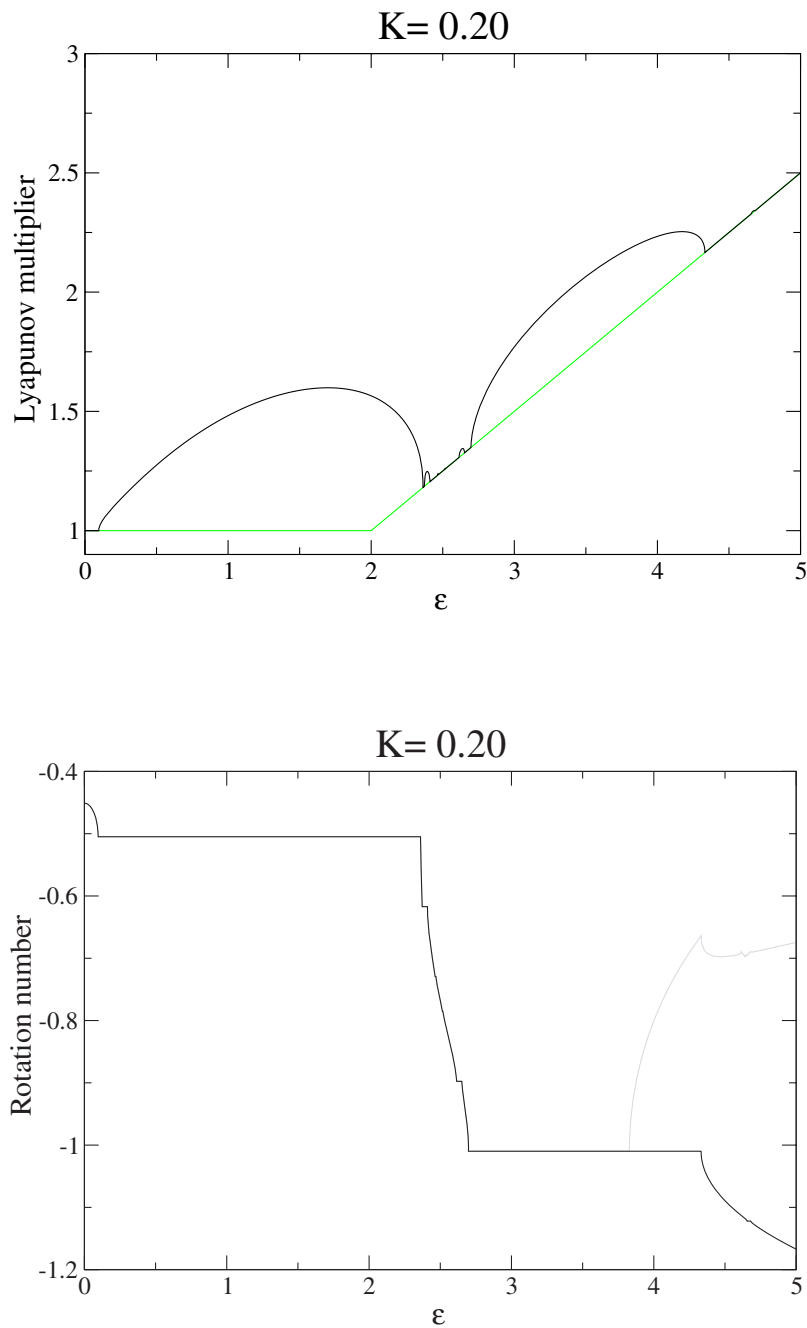 K= 0.20
3
2.5
2
1.5
1
Lyapunov multiplier
0 1 2 3 4 5
ε
K= 0.20
-0.4
-0.6
-0.8
-1
-1.2
Rotation number
0 1 2 3 4 5
ε